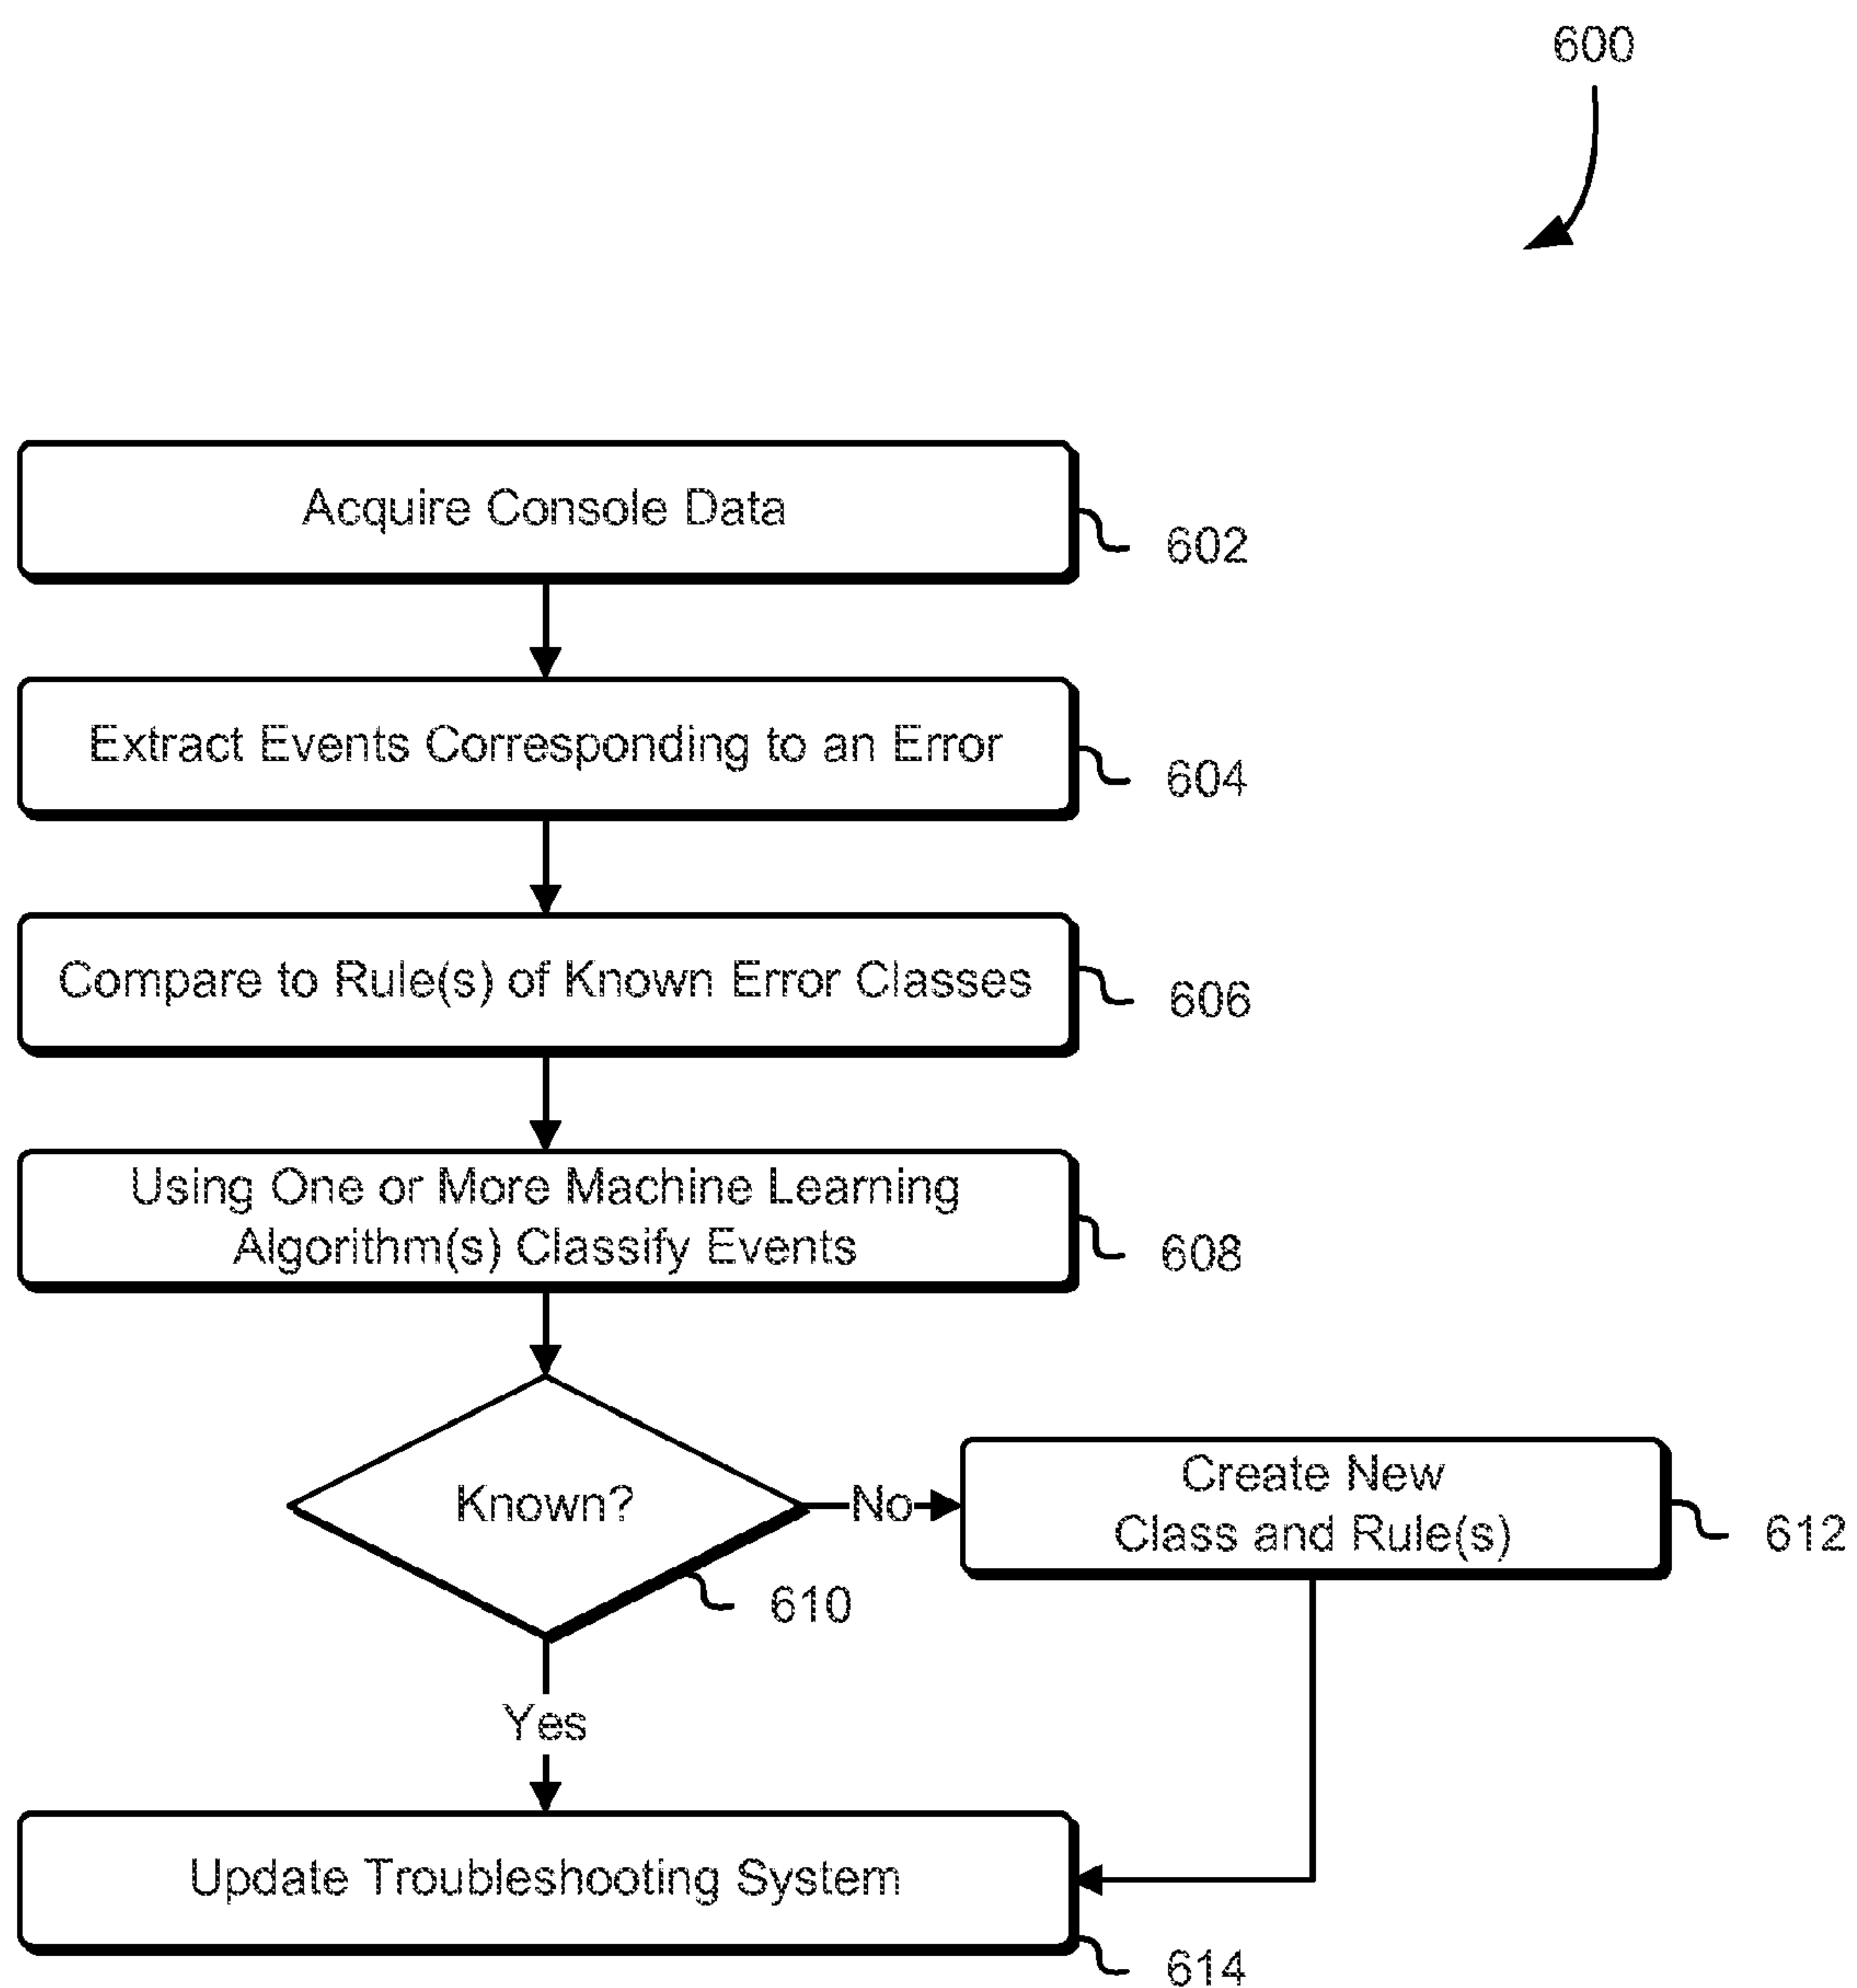 600
Acquire Console Data
602
Extract Events Corresponding to an Error
604
Compare to Rule(s) of Known Error Classes
606
Using One or More Machine Learning
Algorithm(s) Classify Events
608
Known?
No
Create New
Class and Rule(s)
612
610
Yes
Update Troubleshooting System
614